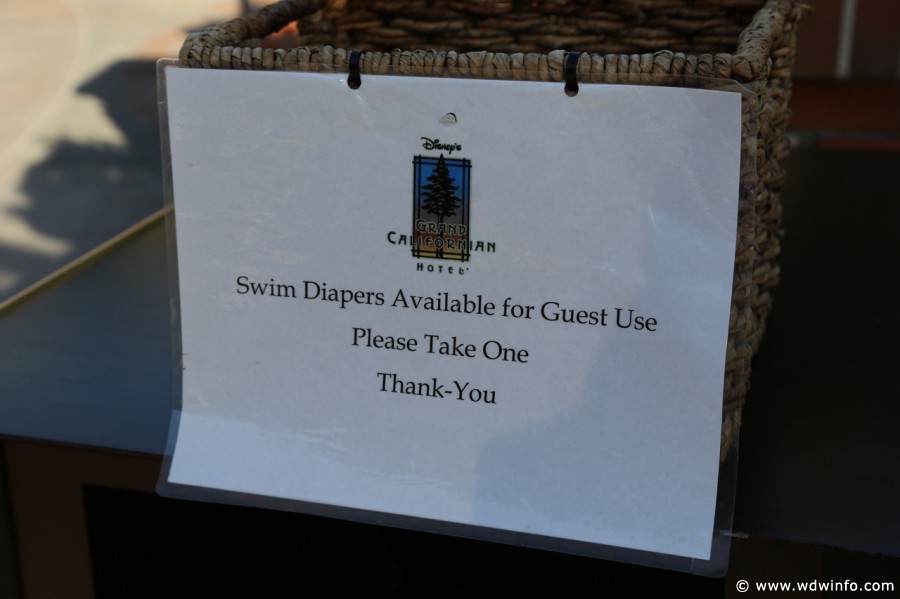 Disney's
GRAND
CALIFORNIAN
HOTEL®
Swim Diapers Available for Guest Use
Please Take One
Thank-You
© www.wdwinfo.com